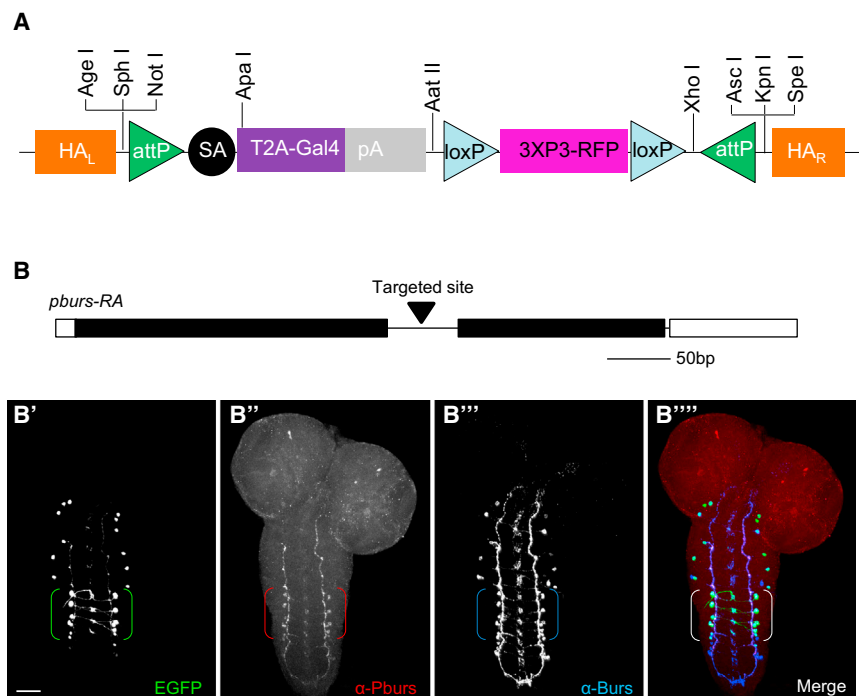 A
Age I
Sph I
Not I
Apa I
Aat II
Xho I
Asc I
Kpn I
Spe I
HAL
attP
SA
T2A-Gal4
pA
loxP
3XP3-RFP
loxP
attP
HAR
B
Targeted site
pburs-RA
50bp
B'
B''
B'''
B''''
EGFP
α-Pburs
α-Burs
Merge